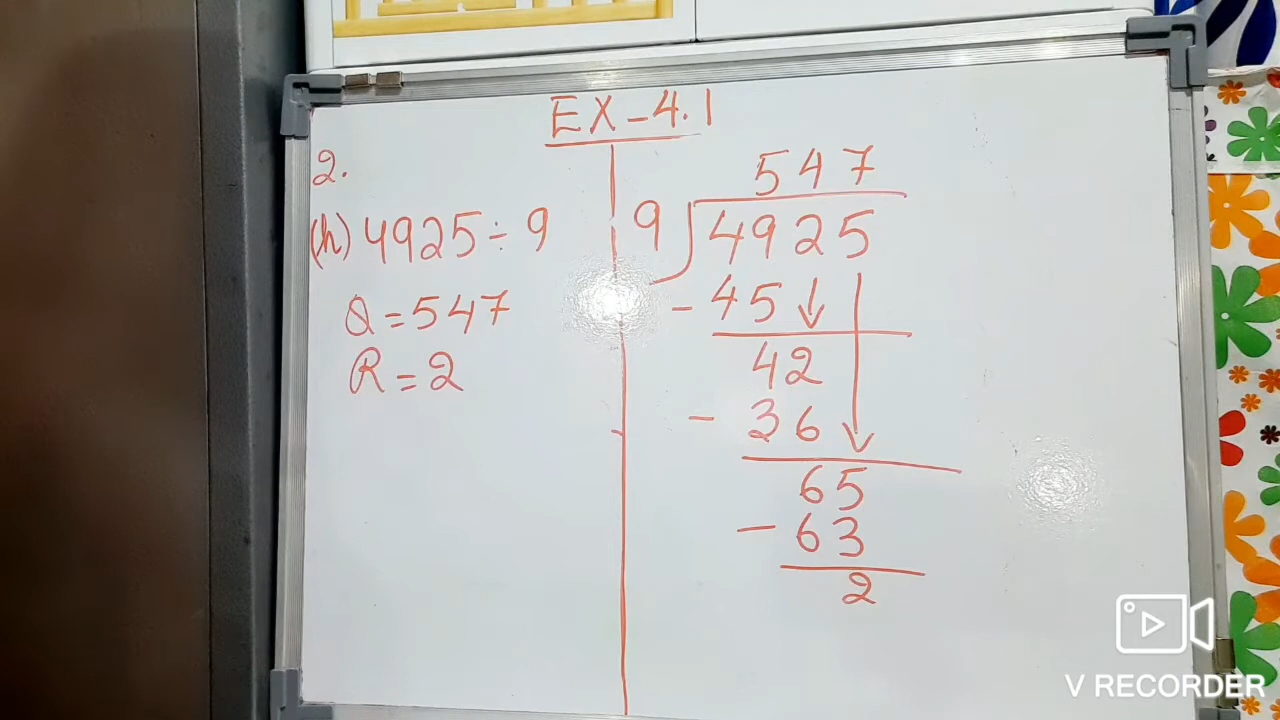 EX-4.1
2.
(h) 4925÷9
Q=547
R=2
547
9 4925
- 45
42
- 36
65
- 63
2
V RECORDER